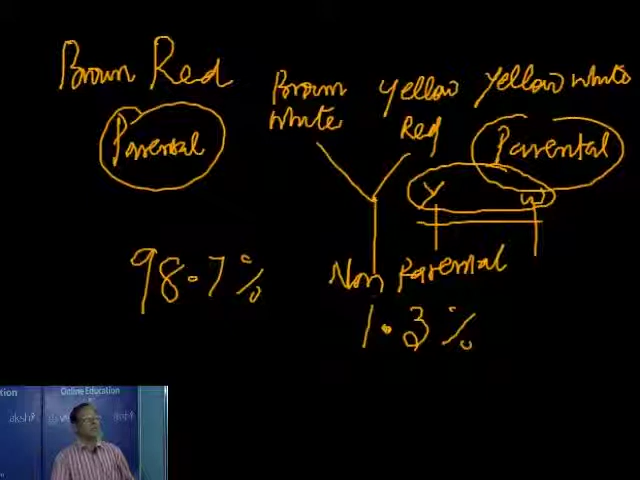 Brown Red
Brown
White
Yellow
Red
Yellow White
Parental
Parental
y w
98.7%
Non Parental
1.3%
Online Education